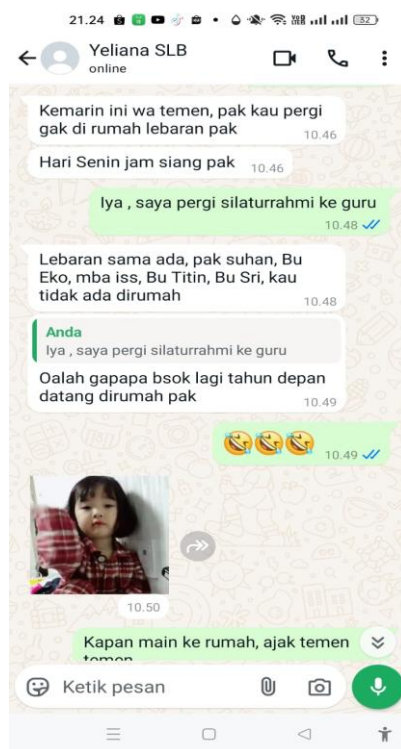 21.24
VoWiFi 32
Yeliana SLB
online
Kemarin ini wa temen, pak kau pergi
gak di rumah lebaran pak
10.46
Hari Senin jam siang pak 10.46
Iya , saya pergi silaturrahmi ke guru
10.48
Lebaran sama ada, pak suhan, Bu
Eko, mba iss, Bu Titin, Bu Sri, kau
tidak ada dirumah
10.48
Anda
Iya , saya pergi silaturrahmi ke guru
Oalah gapapa bsok lagi tahun depan
datang dirumah pak
10.49
🤣🤣🤣 10.49
10.50
Kapan main ke rumah, ajak temen
temen
Ketik pesan